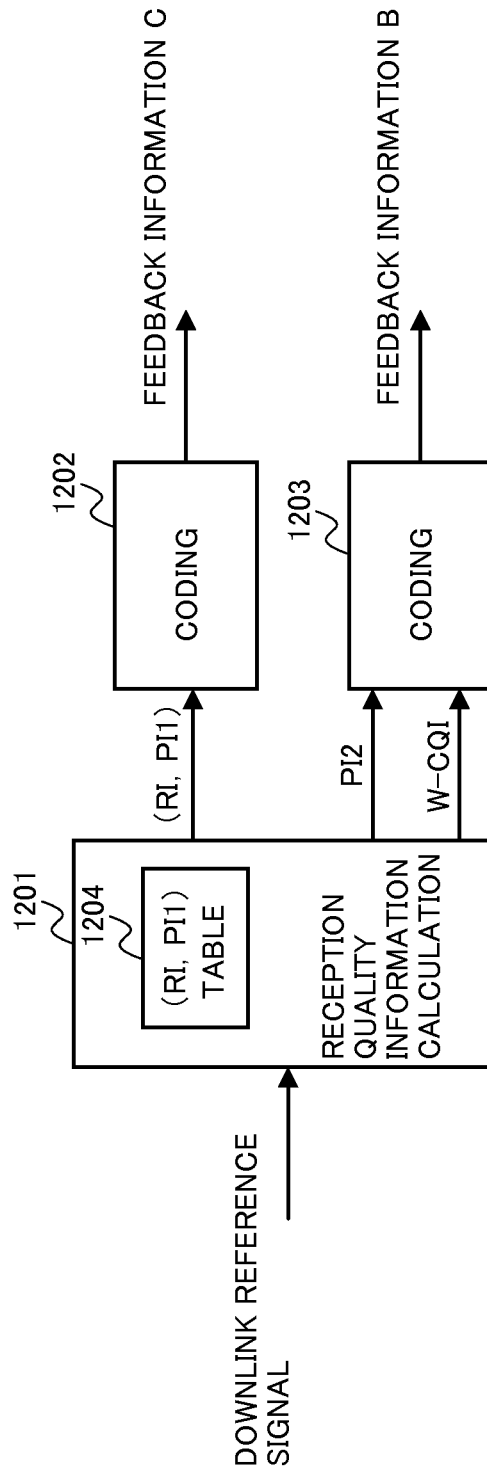 DOWNLINK REFERENCE
SIGNAL
1201
1204
(RI, PI1)
TABLE
RECEPTION
QUALITY
INFORMATION
CALCULATION
(RI, PI1)
PI2
W-CQI
1202
CODING
1203
CODING
FEEDBACK INFORMATION C
FEEDBACK INFORMATION B